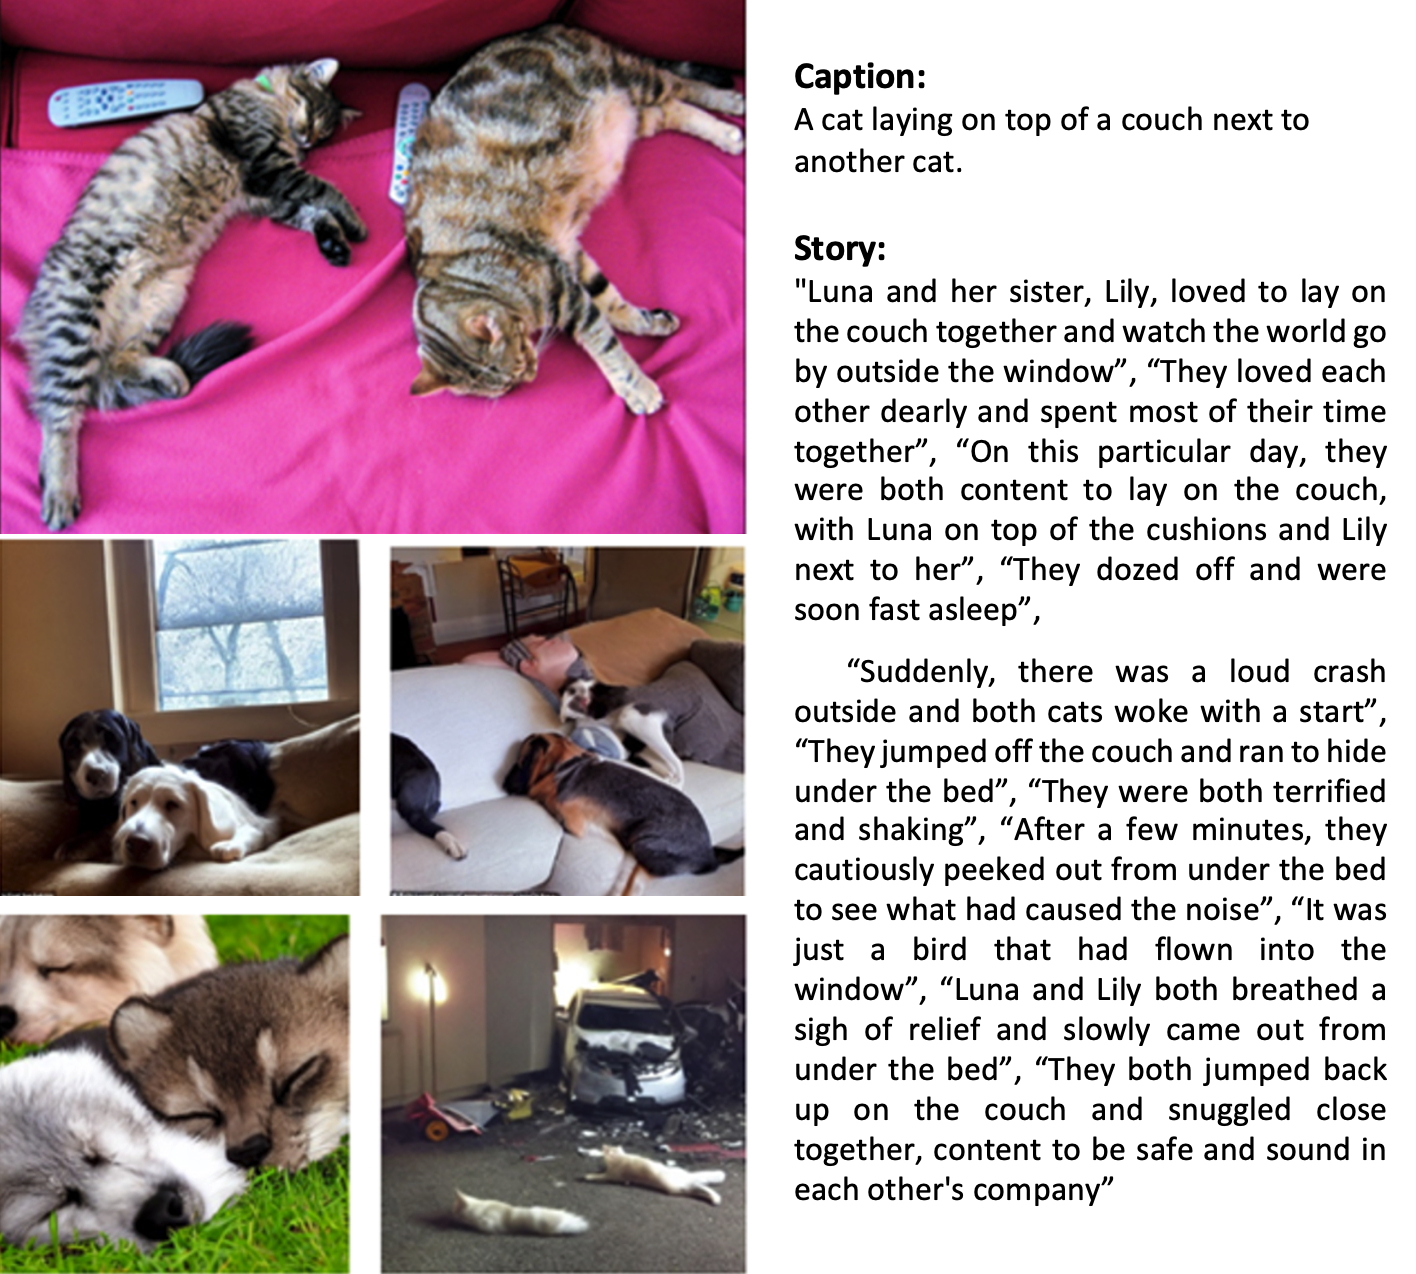 Caption:
A cat laying on top of a couch next to
another cat.
Story:
"Luna and her sister, Lily, loved to lay on
the couch together and watch the world go
by outside the window”, “They loved each
other dearly and spent most of their time
together”, “On this particular day, they
were both content to lay on the couch,
with Luna on top of the cushions and Lily
next to her”, “They dozed off and were
soon fast asleep”,
“Suddenly, there was a loud crash
outside and both cats woke with a start”,
“They jumped off the couch and ran to hide
under the bed”, “They were both terrified
and shaking”, “After a few minutes, they
cautiously peeked out from under the bed
to see what had caused the noise”, “It was
just a bird that had flown into the
window”, “Luna and Lily both breathed a
sigh of relief and slowly came out from
under the bed”, “They both jumped back
up on the couch and snuggled close
together, content to be safe and sound in
each other's company”